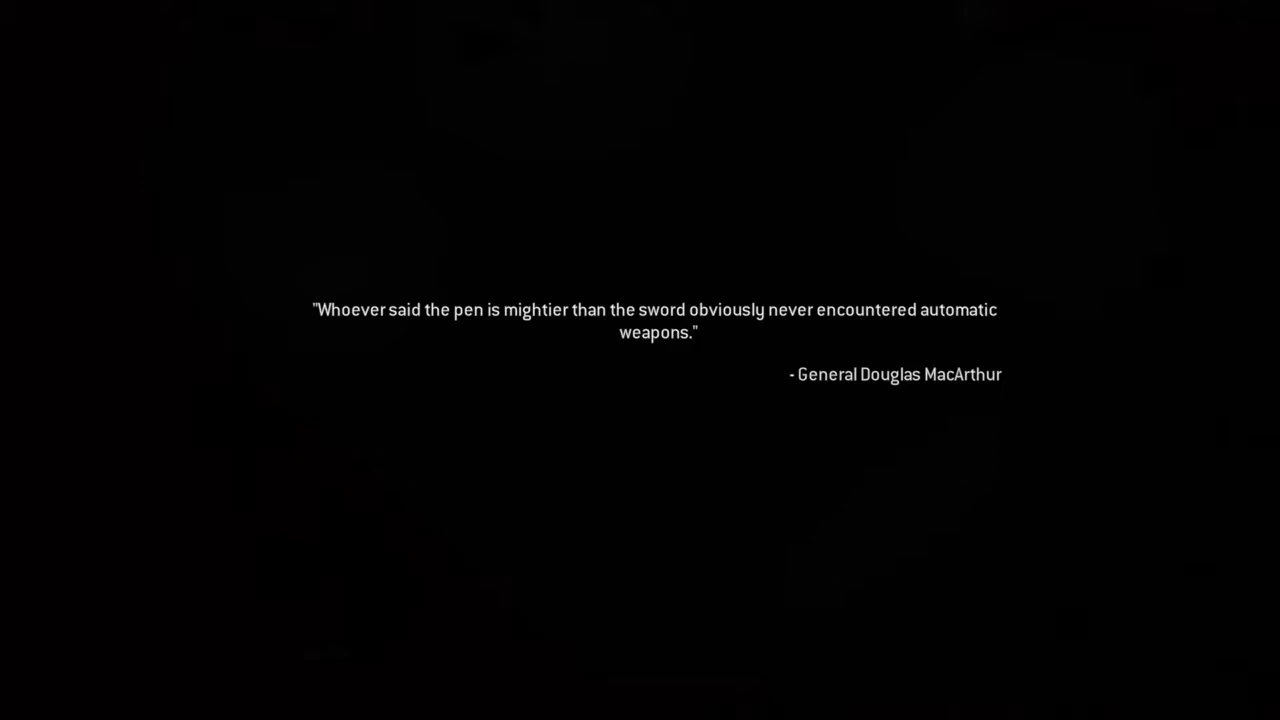 "Whoever said the pen is mightier than the sword obviously never encountered automatic
weapons."
- General Douglas MacArthur